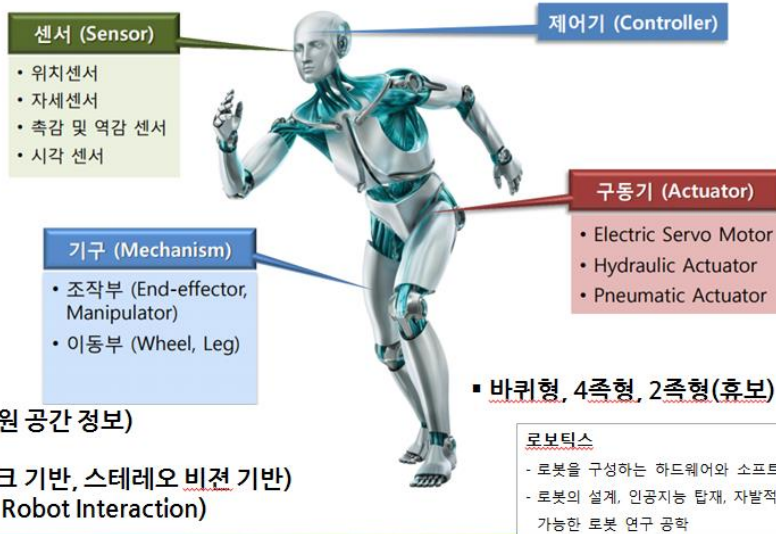 센서 (Sensor)
• 위치센서
• 자세센서
• 촉감 및 역감 센서
• 시각 센서
제어기 (Controller)
구동기 (Actuator)
• Electric Servo Motor
• Hydraulic Actuator
• Pneumatic Actuator
기구 (Mechanism)
• 조작부 (End-effector,
Manipulator)
• 이동부 (Wheel, Leg)
▪ 바퀴형, 4족형, 2족형(휴보)
원 공간 정보)
크 기반, 스테레오 비젼 기반)
Robot Interaction)
로보틱스
- 로봇을 구성하는 하드웨어와 소프트
- 로봇의 설계, 인공지능 탑재, 자발적
가능한 로봇 연구 공학